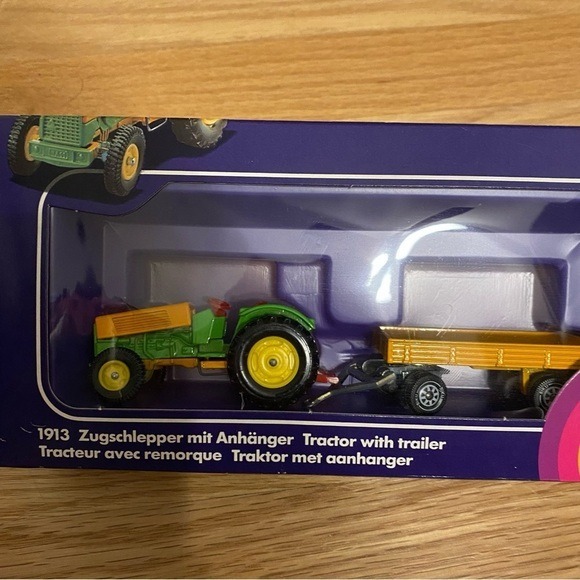 1913 Zugschlepper mit Anhänger Tractor with trailer
Tracteur avec remorque Traktor met aanhanger